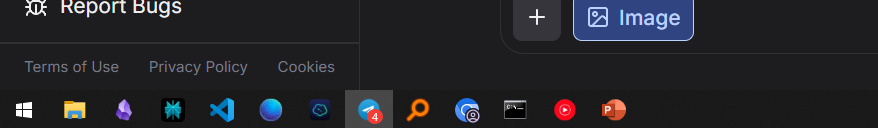 Report Bugs
+ Image
Terms of Use Privacy Policy Cookies
4
C:\.
P